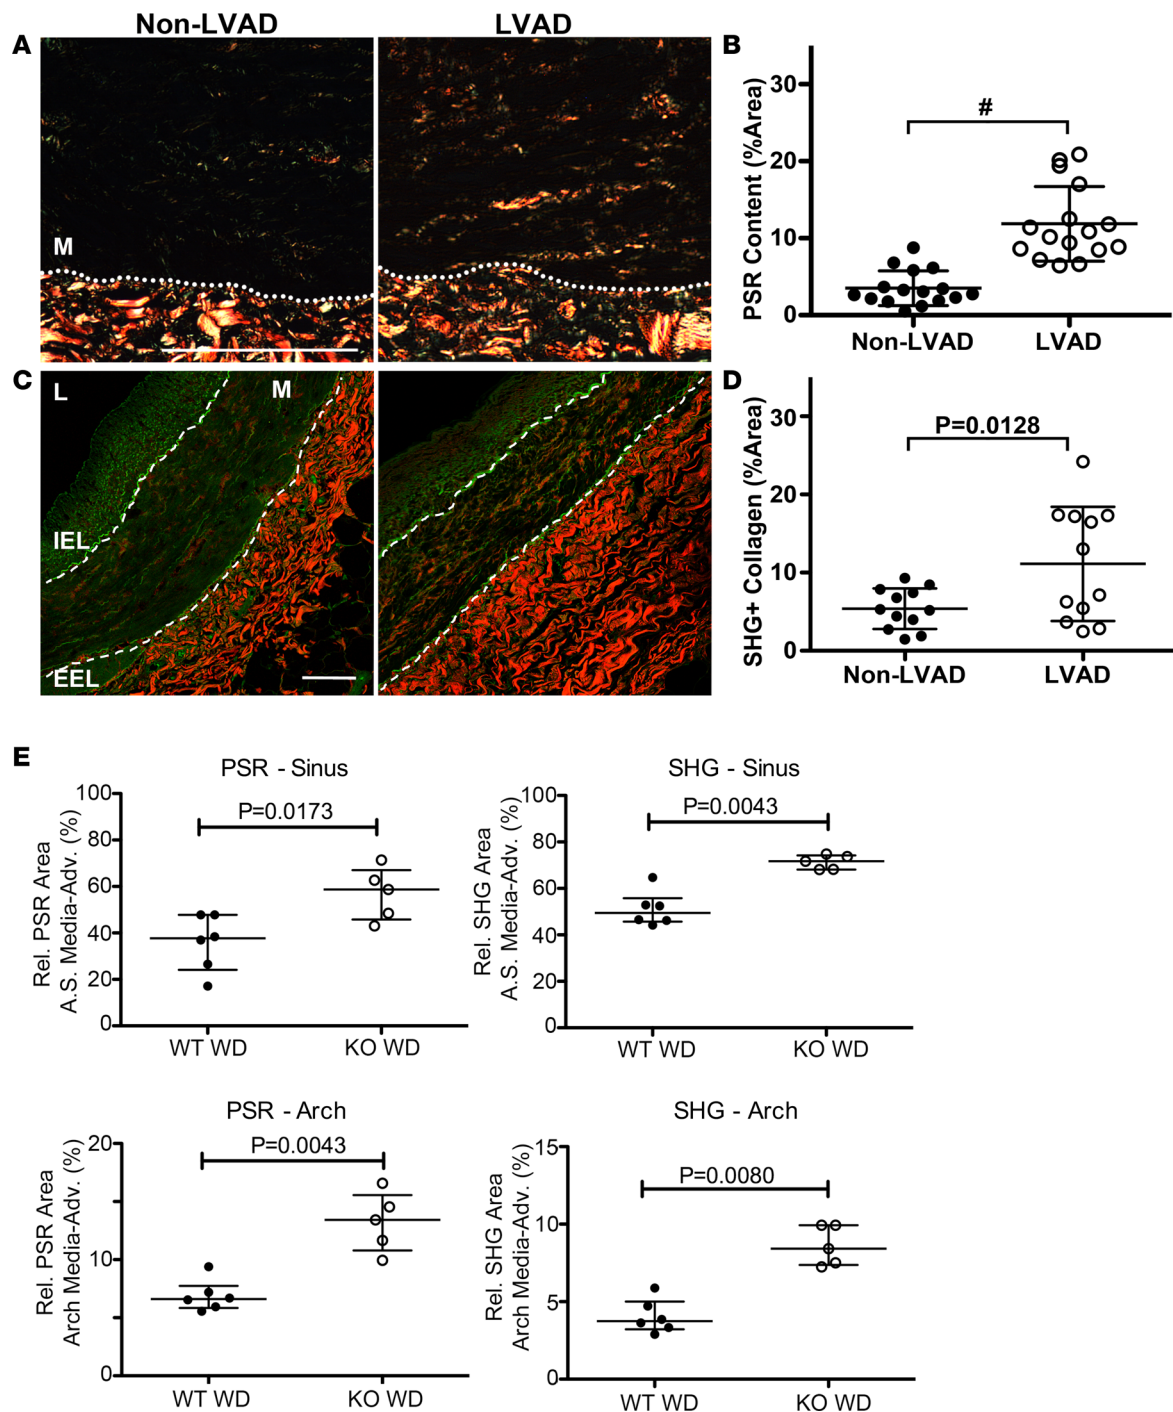 Non-LVAD
LVAD
A
M
B
PSR Content (%Area)
30
20
10
0
#
Non-LVAD
LVAD
C
L
M
IEL
EEL
D
SHG+ Collagen (%Area)
30
20
10
0
P=0.0128
Non-LVAD
LVAD
E
PSR - Sinus
Rel. PSR Area
A.S. Media-Adv. (%)
100
80
60
40
20
0
P=0.0173
WT WD
KO WD
SHG - Sinus
Rel. SHG Area
A.S. Media-Adv. (%)
100
80
60
40
20
0
P=0.0043
WT WD
KO WD
PSR - Arch
Rel. PSR Area
Arch Media-Adv. (%)
20
10
0
P=0.0043
WT WD
KO WD
SHG - Arch
Rel. SHG Area
Arch Media-Adv. (%)
15
10
5
0
P=0.0080
WT WD
KO WD